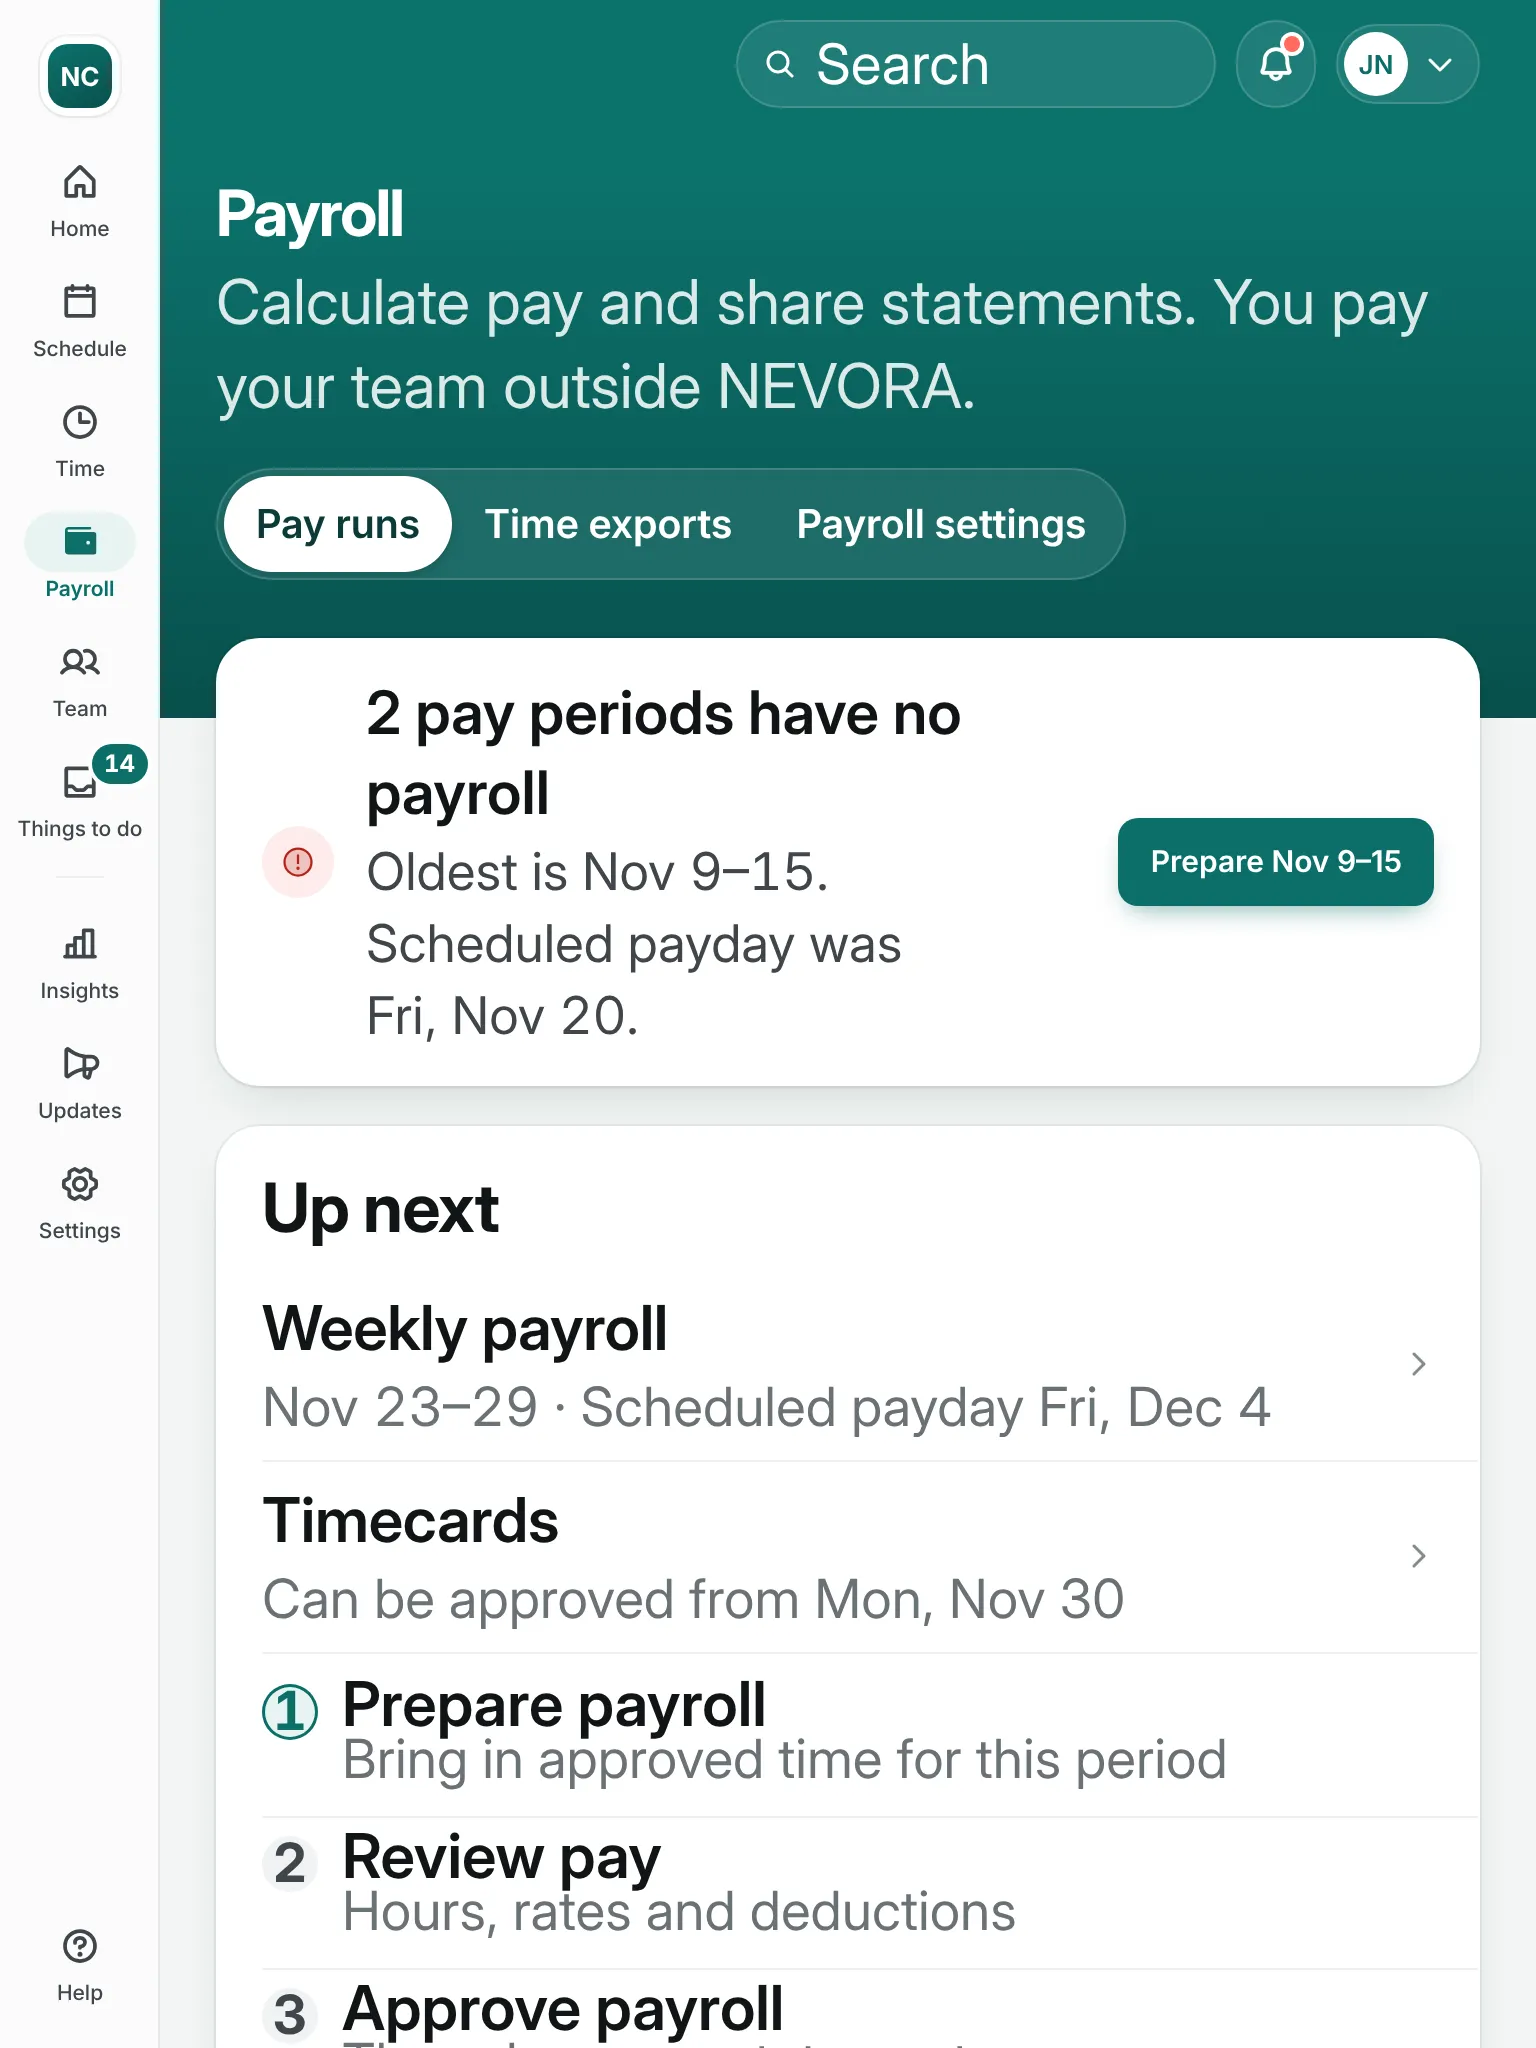 NC
Search
JN
Home
Schedule
Time
Payroll
Team
14
Things to do
Insights
Updates
Settings
Help
Payroll
Calculate pay and share statements. You pay
your team outside NEVORA.
Pay runs
Time exports
Payroll settings
2 pay periods have no
payroll
Oldest is Nov 9–15.
Scheduled payday was
Fri, Nov 20.
Prepare Nov 9–15
Up next
Weekly payroll
Nov 23–29 · Scheduled payday Fri, Dec 4
Timecards
Can be approved from Mon, Nov 30
1 Prepare payroll
Bring in approved time for this period
2 Review pay
Hours, rates and deductions
3 Approve payroll